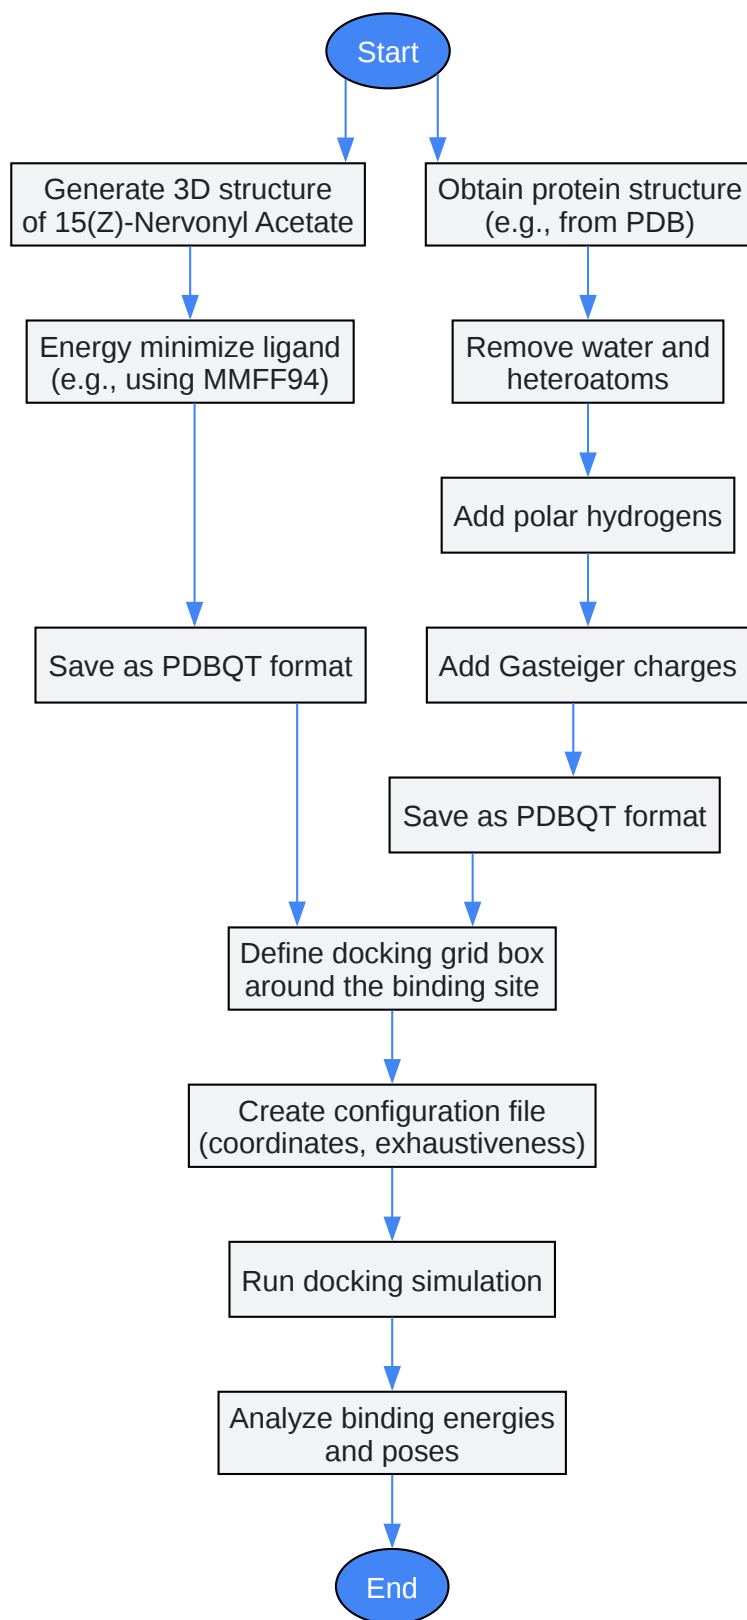 Start
Generate 3D structure
of 15(Z)-Nervonyl Acetate
Obtain protein structure
(e.g., from PDB)
Energy minimize ligand
(e.g., using MMFF94)
Remove water and
heteroatoms
Add polar hydrogens
Save as PDBQT format
Add Gasteiger charges
Save as PDBQT format
Define docking grid box
around the binding site
Create configuration file
(coordinates, exhaustiveness)
Run docking simulation
Analyze binding energies
and poses
End